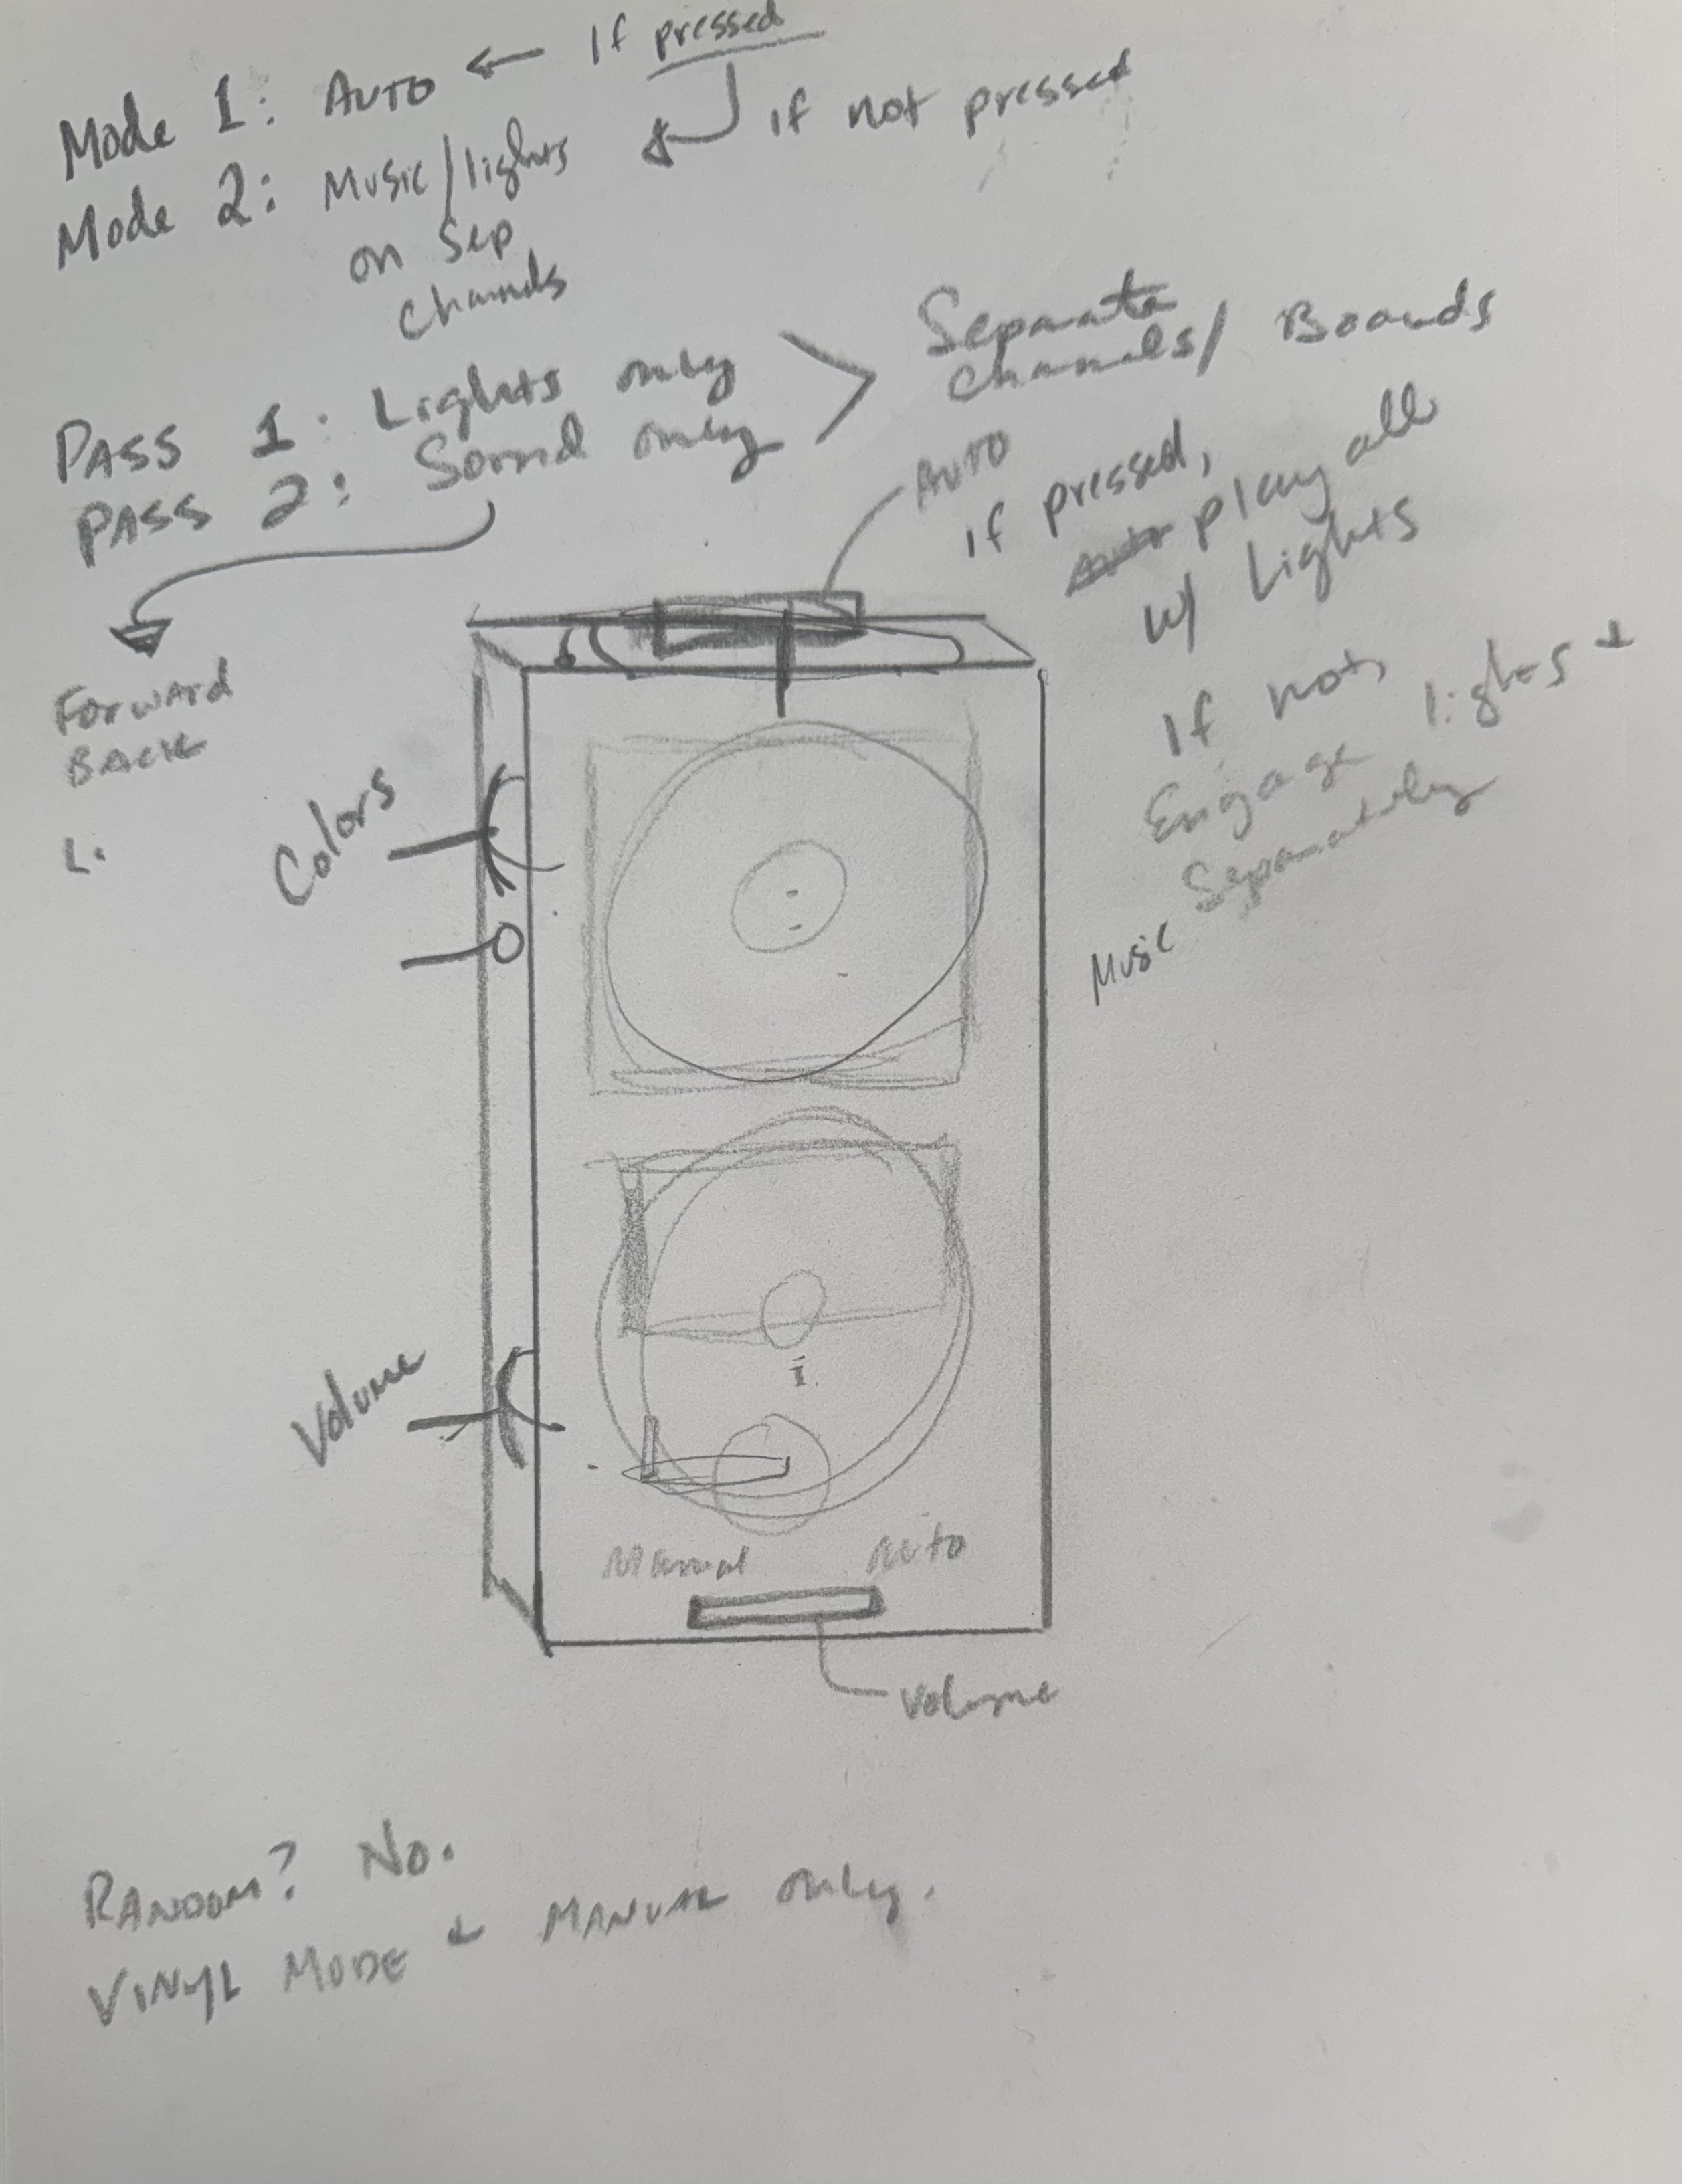 Mode 1: AUTO ← If pressed
Mode 2: Music/lights if not pressed
on Sep
Channels
PASS 1: Lights only
PASS 2: Sound only
Separate
Channels/ Boards
AUTO
If pressed,
play all
w/ Lights
If not,
Engage lights +
Music Separately
Forward
BACK
L.
Colors
Volume
Manual Auto
Volume
RANDOM? No.
VINYL MODE + MANUAL only.